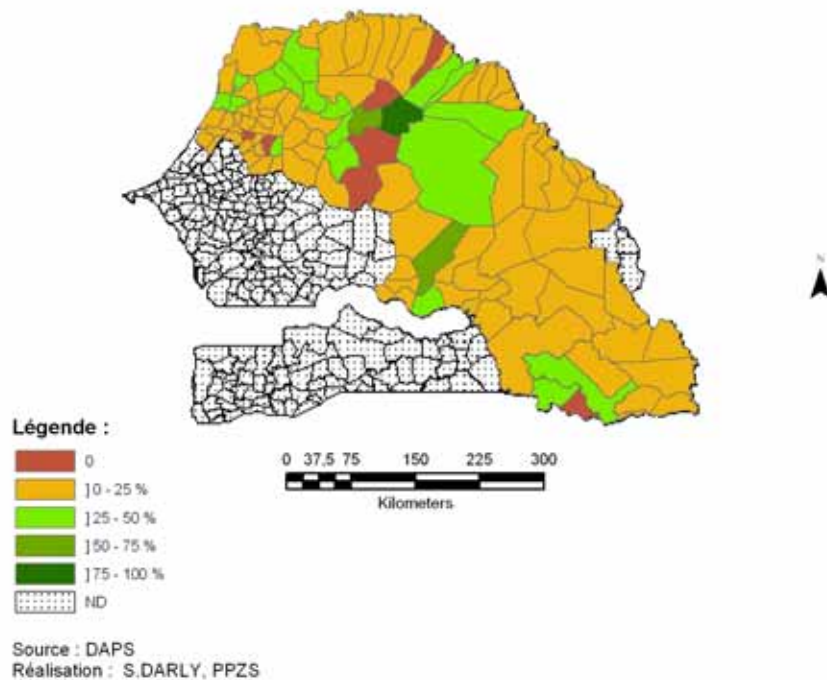 N
Légende :
0
]0 - 25 %
]25 - 50 %
]50 - 75 %
]75 - 100 %
ND
0 37,5 75 150 225 300
Kilometers
Source : DAPS
Réalisation : S.DARLY, PPZS